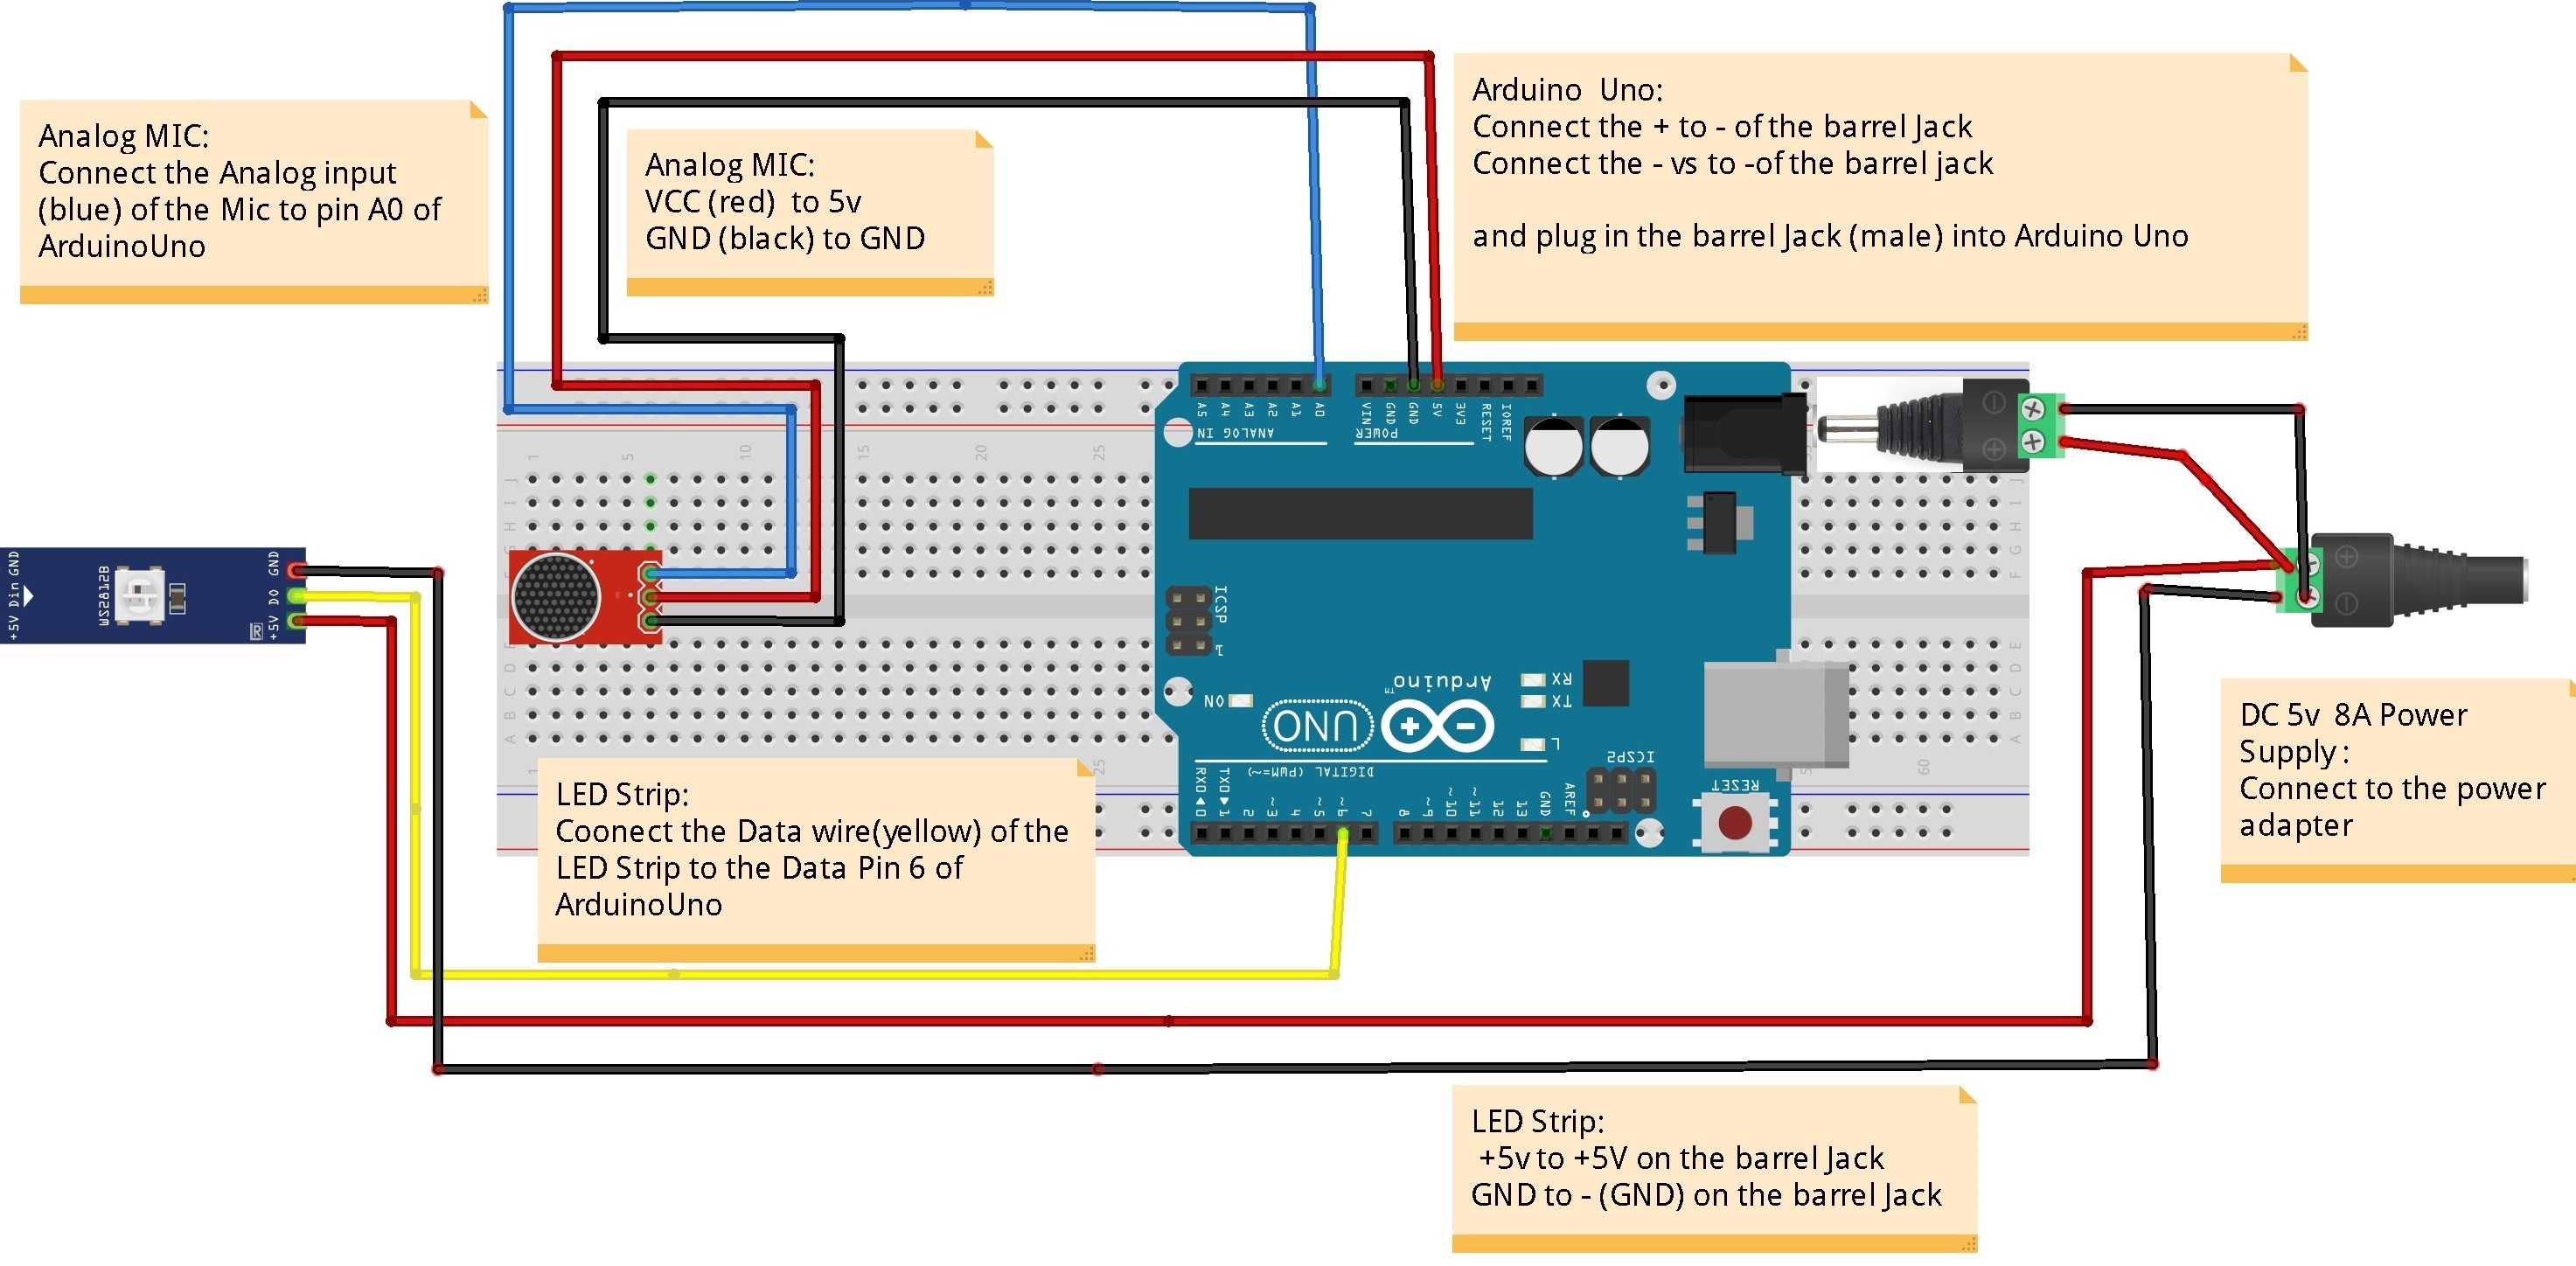 Analog MIC:
Connect the Analog input
(blue) of the Mic to pin A0 of
ArduinoUno
Analog MIC:
VCC (red) to 5v
GND (black) to GND
Arduino Uno:
Connect the + to - of the barrel Jack
Connect the - vs to -of the barrel jack
and plug in the barrel Jack (male) into Arduino Uno
A5 A4 A3 A2 A1 A0
ANALOG IN
VIN GND GND 5V 3V3 RESET IOREF
POWER
1 5 10 15 20 25
J
I
H
G
F
+5V Din GND
WS2812B
GND
DO
+5V
R
ICSP
1
Arduino
TM
UNO
ON
RX
TX
L
ICSP2
RESET
E
D
C
B
A
60
DIGITAL (PWM=~)
RXD 0 TXD 1 2 ~3 4 ~5 ~6 7 8 ~9 ~10 ~11 12 13 GND AREF
DC 5v 8A Power
Supply :
Connect to the power
adapter
LED Strip:
Coonect the Data wire(yellow) of the
LED Strip to the Data Pin 6 of
ArduinoUno
LED Strip:
+5v to +5V on the barrel Jack
GND to - (GND) on the barrel Jack